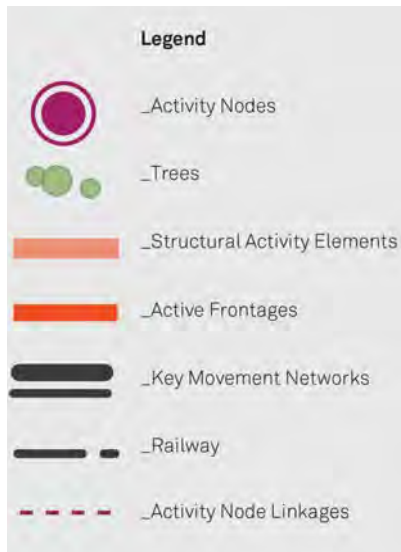 Legend
_Activity Nodes
_Trees
_Structural Activity Elements
_Active Frontages
_Key Movement Networks
_Railway
_Activity Node Linkages